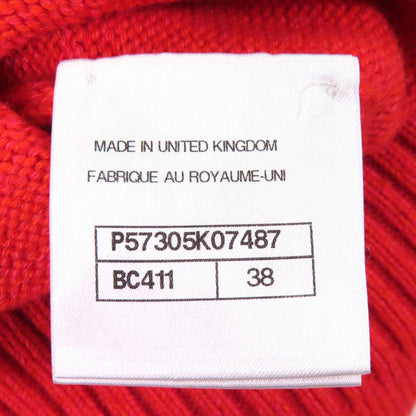 MADE IN UNITED KINGDOM
FABRIQUE AU ROYAUME-UNI
P57305K07487
BC411 38